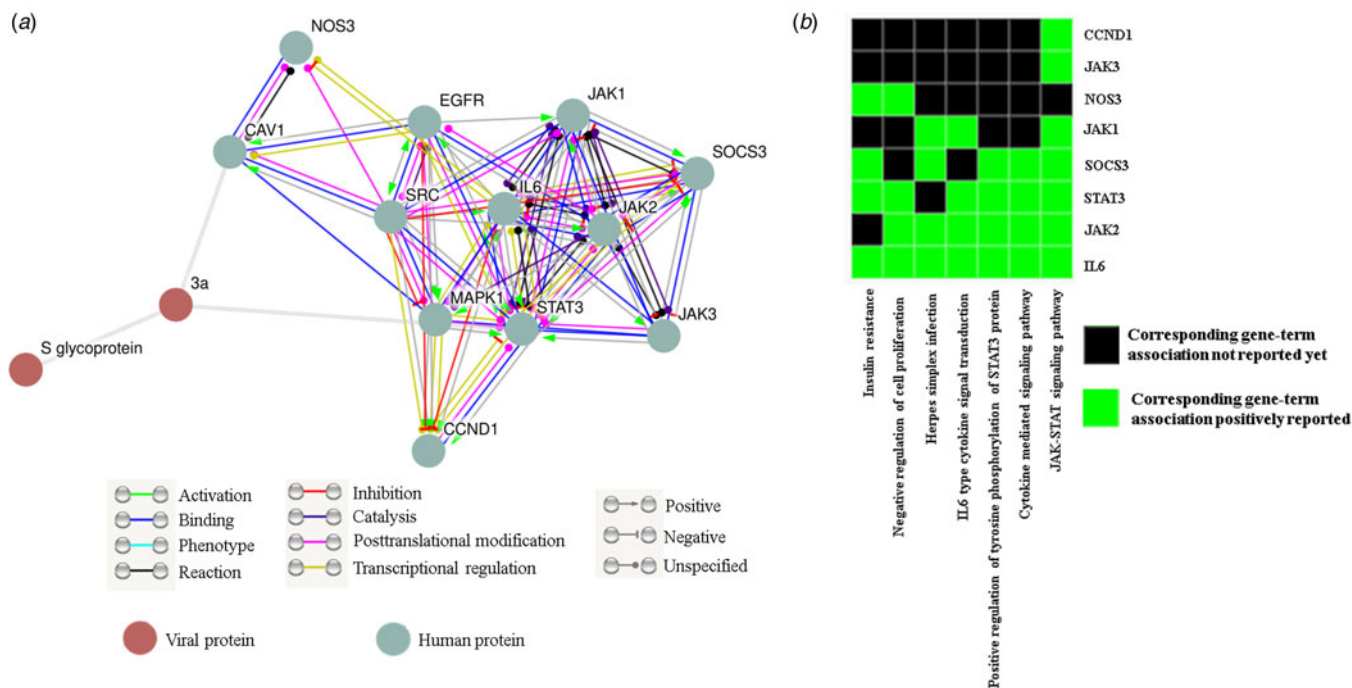 (a)
NOS3
EGFR
JAK1
CAV1
SOCS3
SRC
IL6
JAK2
3a
MAPK1
STAT3
JAK3
S glycoprotein
CCND1
Activation
Binding
Phenotype
Reaction
Inhibition
Catalysis
Posttranslational modification
Transcriptional regulation
Positive
Negative
Unspecified
Viral protein
Human protein
(b)
CCND1
JAK3
NOS3
JAK1
SOCS3
STAT3
JAK2
IL6
Insulin resistance
Negative regulation of cell proliferation
Herpes simplex infection
IL6 type cytokine signal transduction
Positive regulation of tyrosine phosphorylation of STAT3 protein
Cytokine mediated signaling pathway
JAK-STAT signaling pathway
Corresponding gene-term
association not reported yet
Corresponding gene-term
association positively reported